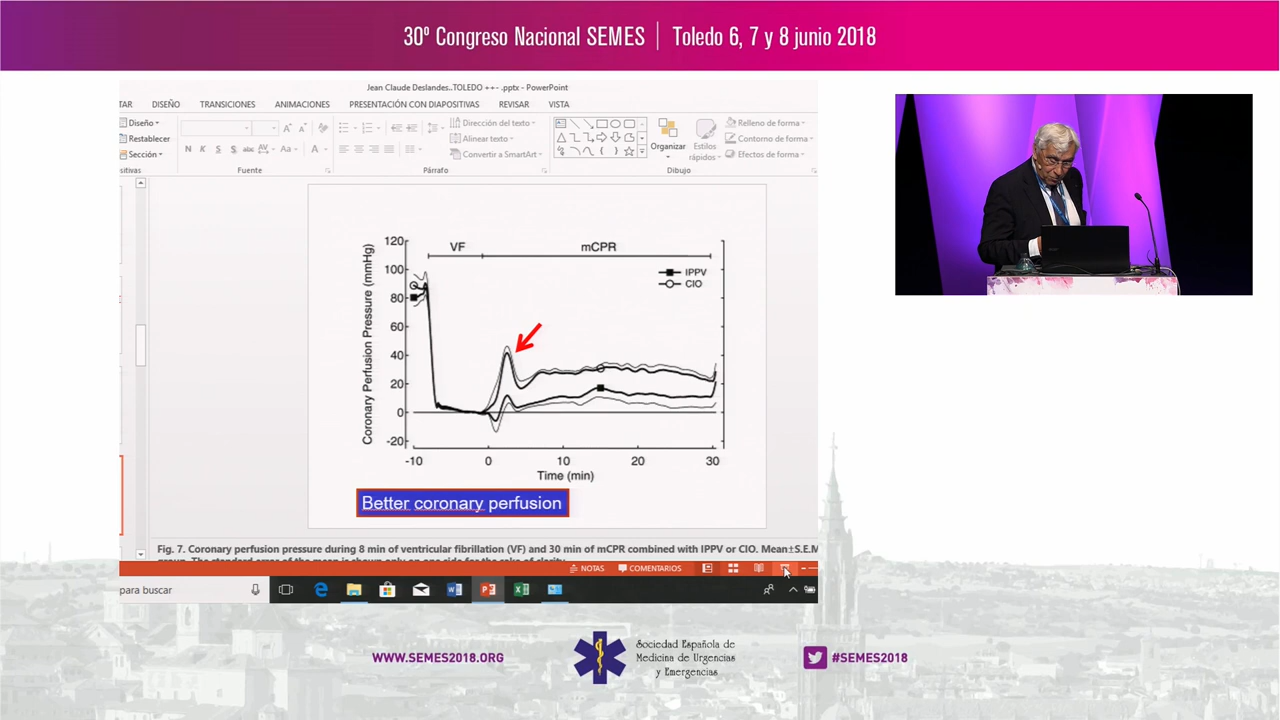 30º Congreso Nacional SEMES | Toledo 6, 7 y 8 junio 2018
Jean Claude Deslandes..TOLEDO ++- .pptx - PowerPoint
TAR DISEÑO TRANSICIONES ANIMACIONES PRESENTACIÓN CON DIAPOSITIVAS REVISAR VISTA
Diseño
Restablecer
Sección
sitivas
N K S S abc AV Aa A
Fuente
Dirección del texto
Alinear texto
Convertir a SmartArt
Párrafo
Organizar
Estilos
rápidos
Relleno de forma
Contorno de forma
Efectos de forma
Dibujo
VF
mCPR
IPPV
CIO
Coronary Perfusion Pressure (mmHg)
120
100
80
60
40
20
0
-20
-10 0 10 20 30
Time (min)
Better coronary perfusion
Fig. 7. Coronary perfusion pressure during 8 min of ventricular fibrillation (VF) and 30 min of mCPR combined with IPPV or CIO. Mean±S.E.M
NOTAS COMENTARIOS
para buscar
WWW.SEMES2018.ORG
Sociedad Española de
Medicina de Urgencias
y Emergencias
#SEMES2018